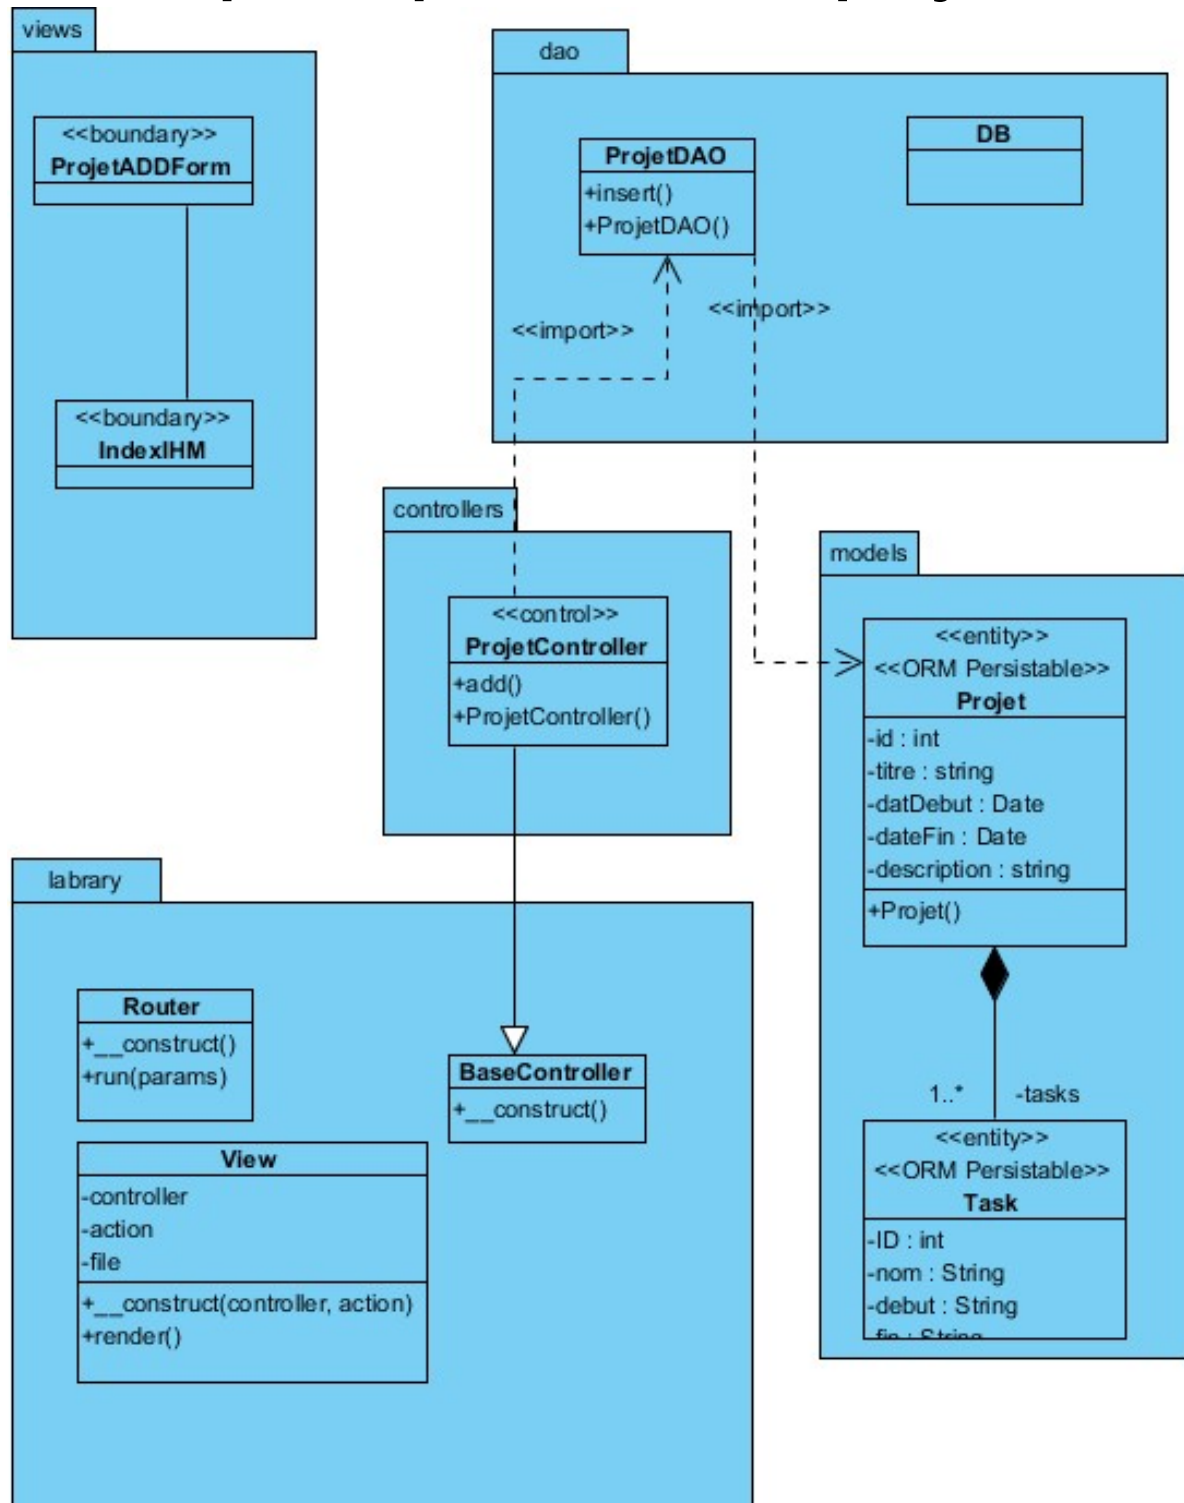 views
<<boundary>>
ProjetADDForm
<<boundary>>
IndexIHM
dao
ProjetDAO
+insert()
+ProjetDAO()
DB
<<import>>
<<import>>
controllers
<<control>>
ProjetController
+add()
+ProjetController()
models
<<entity>>
<<ORM Persistable>>
Projet
-id : int
-titre : string
-datDebut : Date
-dateFin : Date
-description : string
+Projet()
1..*
-tasks
<<entity>>
<<ORM Persistable>>
Task
-ID : int
-nom : String
-debut : String
-fin : String
labrary
Router
+__construct()
+run(params)
BaseController
+__construct()
View
-controller
-action
-file
+__construct(controller, action)
+render()